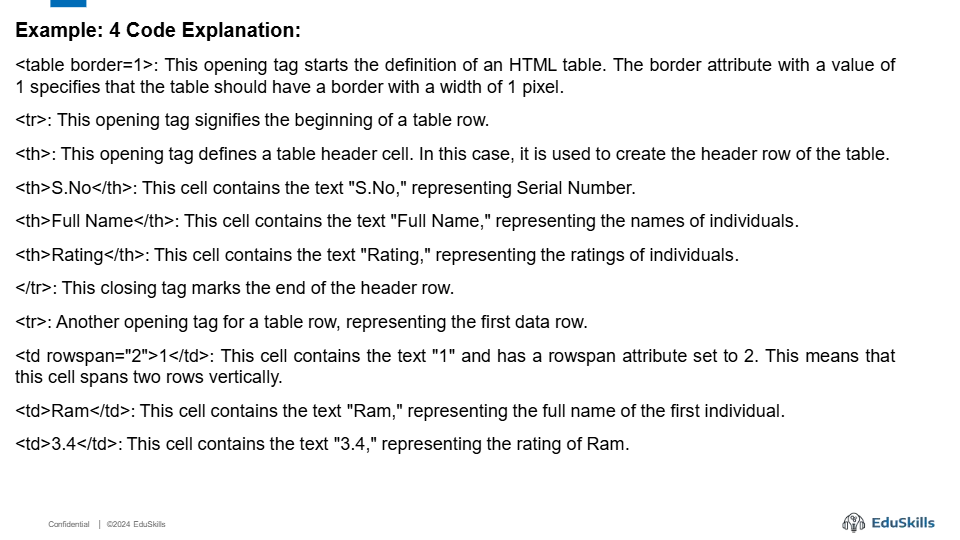 Example: 4 Code Explanation:
<table border=1>: This opening tag starts the definition of an HTML table. The border attribute with a value of
1 specifies that the table should have a border with a width of 1 pixel.
<tr>: This opening tag signifies the beginning of a table row.
<th>: This opening tag defines a table header cell. In this case, it is used to create the header row of the table.
<th>S.No</th>: This cell contains the text "S.No," representing Serial Number.
<th>Full Name</th>: This cell contains the text "Full Name," representing the names of individuals.
<th>Rating</th>: This cell contains the text "Rating," representing the ratings of individuals.
</tr>: This closing tag marks the end of the header row.
<tr>: Another opening tag for a table row, representing the first data row.
<td rowspan="2">1</td>: This cell contains the text "1" and has a rowspan attribute set to 2. This means that
this cell spans two rows vertically.
<td>Ram</td>: This cell contains the text "Ram," representing the full name of the first individual.
<td>3.4</td>: This cell contains the text "3.4," representing the rating of Ram.
Confidential | ©2024 EduSkills
EduSkills